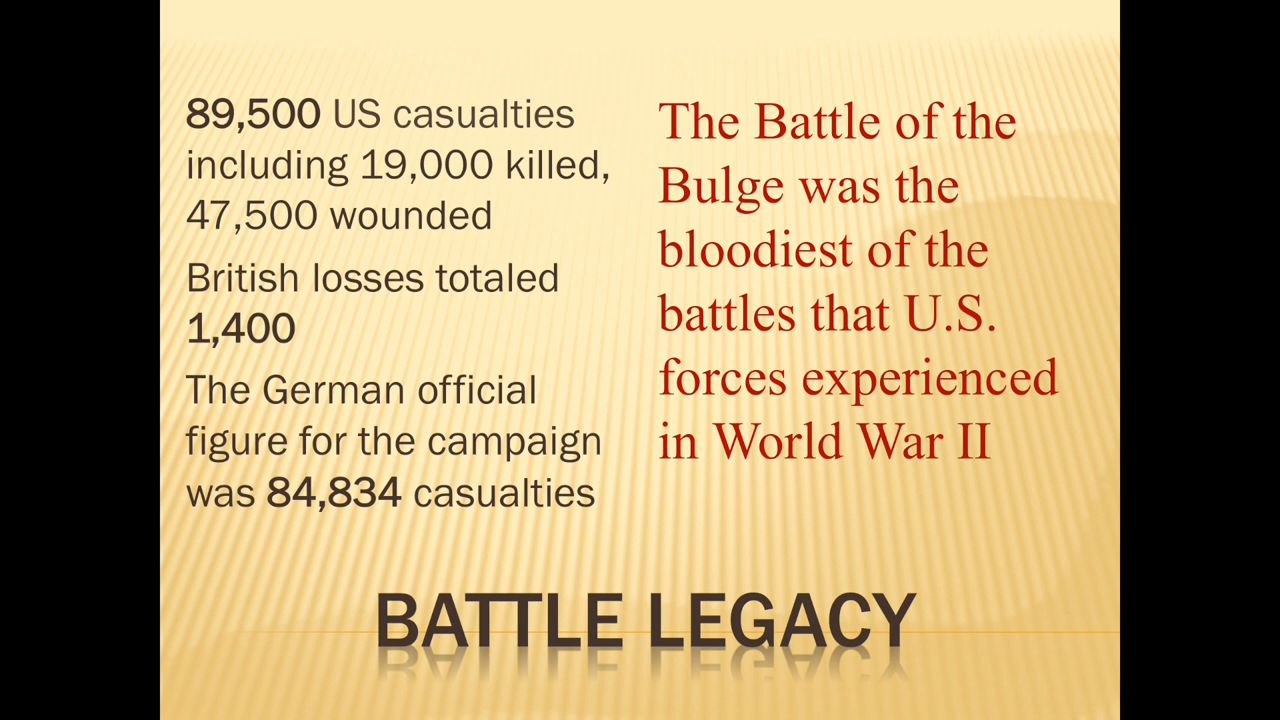 89,500 US casualties
including 19,000 killed,
47,500 wounded
British losses totaled
1,400
The German official
figure for the campaign
was 84,834 casualties
The Battle of the
Bulge was the
bloodiest of the
battles that U.S.
forces experienced
in World War II
BATTLE LEGACY